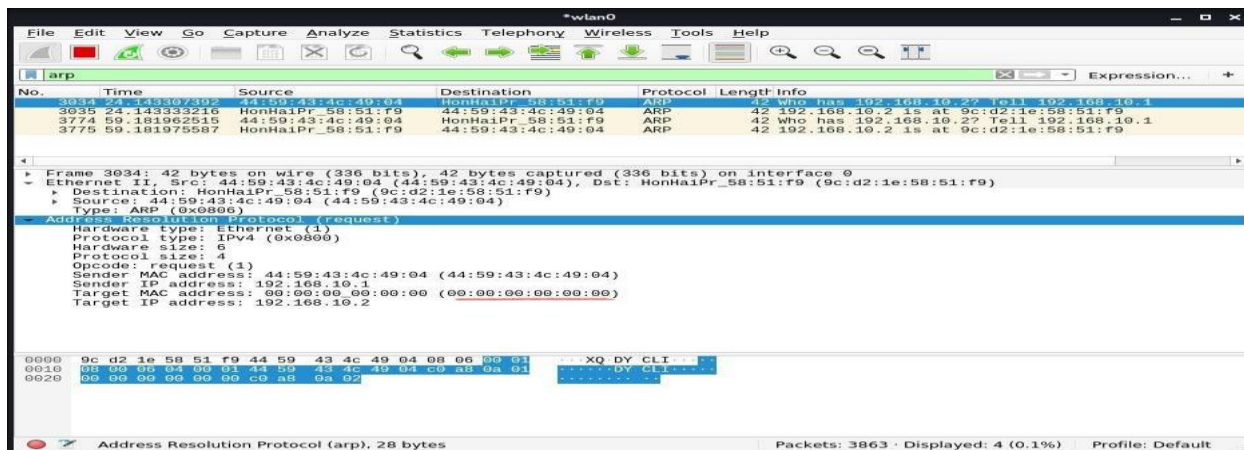 *wlan0
File Edit View Go Capture Analyze Statistics Telephony Wireless Tools Help
arp Expression... +
No. Time Source Destination Protocol Length Info
3034 24.143307392 44:59:43:4c:49:04 HonHaiPr_58:51:f9 ARP 42 Who has 192.168.10.2? Tell 192.168.10.1
3035 24.143333216 HonHaiPr_58:51:f9 44:59:43:4c:49:04 ARP 42 192.168.10.2 is at 9c:d2:1e:58:51:f9
3774 59.181962515 44:59:43:4c:49:04 HonHaiPr_58:51:f9 ARP 42 Who has 192.168.10.2? Tell 192.168.10.1
3775 59.181975587 HonHaiPr_58:51:f9 44:59:43:4c:49:04 ARP 42 192.168.10.2 is at 9c:d2:1e:58:51:f9
Frame 3034: 42 bytes on wire (336 bits), 42 bytes captured (336 bits) on interface 0
Ethernet II, Src: 44:59:43:4c:49:04 (44:59:43:4c:49:04), Dst: HonHaiPr_58:51:f9 (9c:d2:1e:58:51:f9)
Destination: HonHaiPr_58:51:f9 (9c:d2:1e:58:51:f9)
Source: 44:59:43:4c:49:04 (44:59:43:4c:49:04)
Type: ARP (0x0806)
Address Resolution Protocol (request)
Hardware type: Ethernet (1)
Protocol type: IPv4 (0x0800)
Hardware size: 6
Protocol size: 4
Opcode: request (1)
Sender MAC address: 44:59:43:4c:49:04 (44:59:43:4c:49:04)
Sender IP address: 192.168.10.1
Target MAC address: 00:00:00_00:00:00 (00:00:00:00:00:00)
Target IP address: 192.168.10.2
0000 9c d2 1e 58 51 f9 44 59 43 4c 49 04 08 06 00 01 ···XQ·DY CLI·····
0010 08 00 06 04 00 01 44 59 43 4c 49 04 c0 a8 0a 01 ······DY CLI·····
0020 00 00 00 00 00 00 c0 a8 0a 02 ········ ··
Address Resolution Protocol (arp), 28 bytes Packets: 3863 · Displayed: 4 (0.1%) Profile: Default